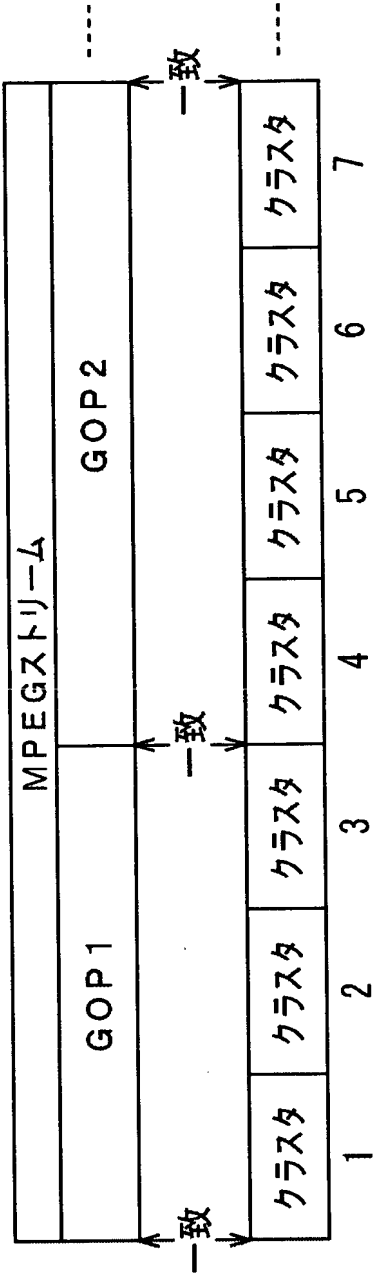 MPEGストリーム
GOP1 GOP2 -----
一致 一致 一致
クラスタ クラスタ クラスタ クラスタ クラスタ クラスタ クラスタ -----
1 2 3 4 5 6 7